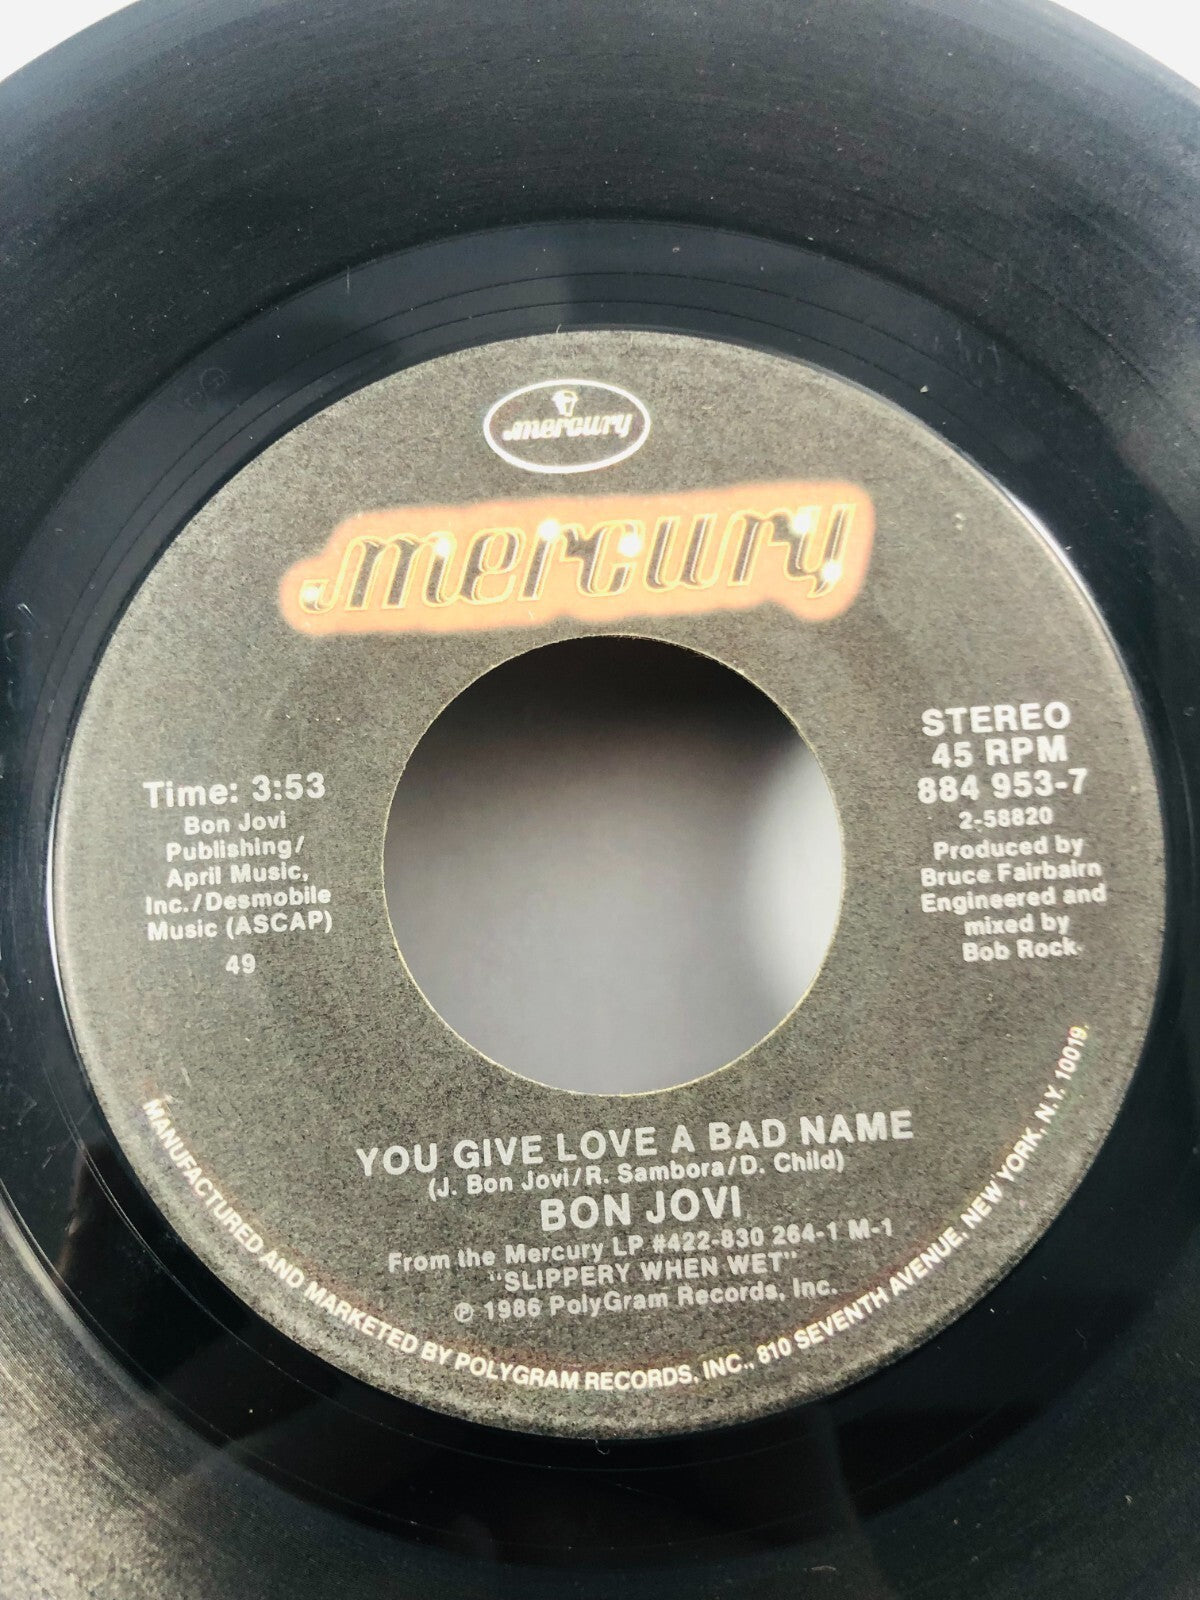 mercury
mercury
STEREO
45 RPM
884 953-7
2-58820
Produced by
Bruce Fairbairn
Engineered and
mixed by
Bob Rock
Time: 3:53
Bon Jovi
Publishing/
April Music,
Inc./Desmobile
Music (ASCAP)
49
YOU GIVE LOVE A BAD NAME
(J. Bon Jovi/R. Sambora/D. Child)
BON JOVI
From the Mercury LP #422-830 264-1 M-1
"SLIPPERY WHEN WET"
℗ 1986 PolyGram Records, Inc.
MANUFACTURED AND MARKETED BY POLYGRAM RECORDS, INC., 810 SEVENTH AVENUE, NEW YORK, N.Y. 10019.